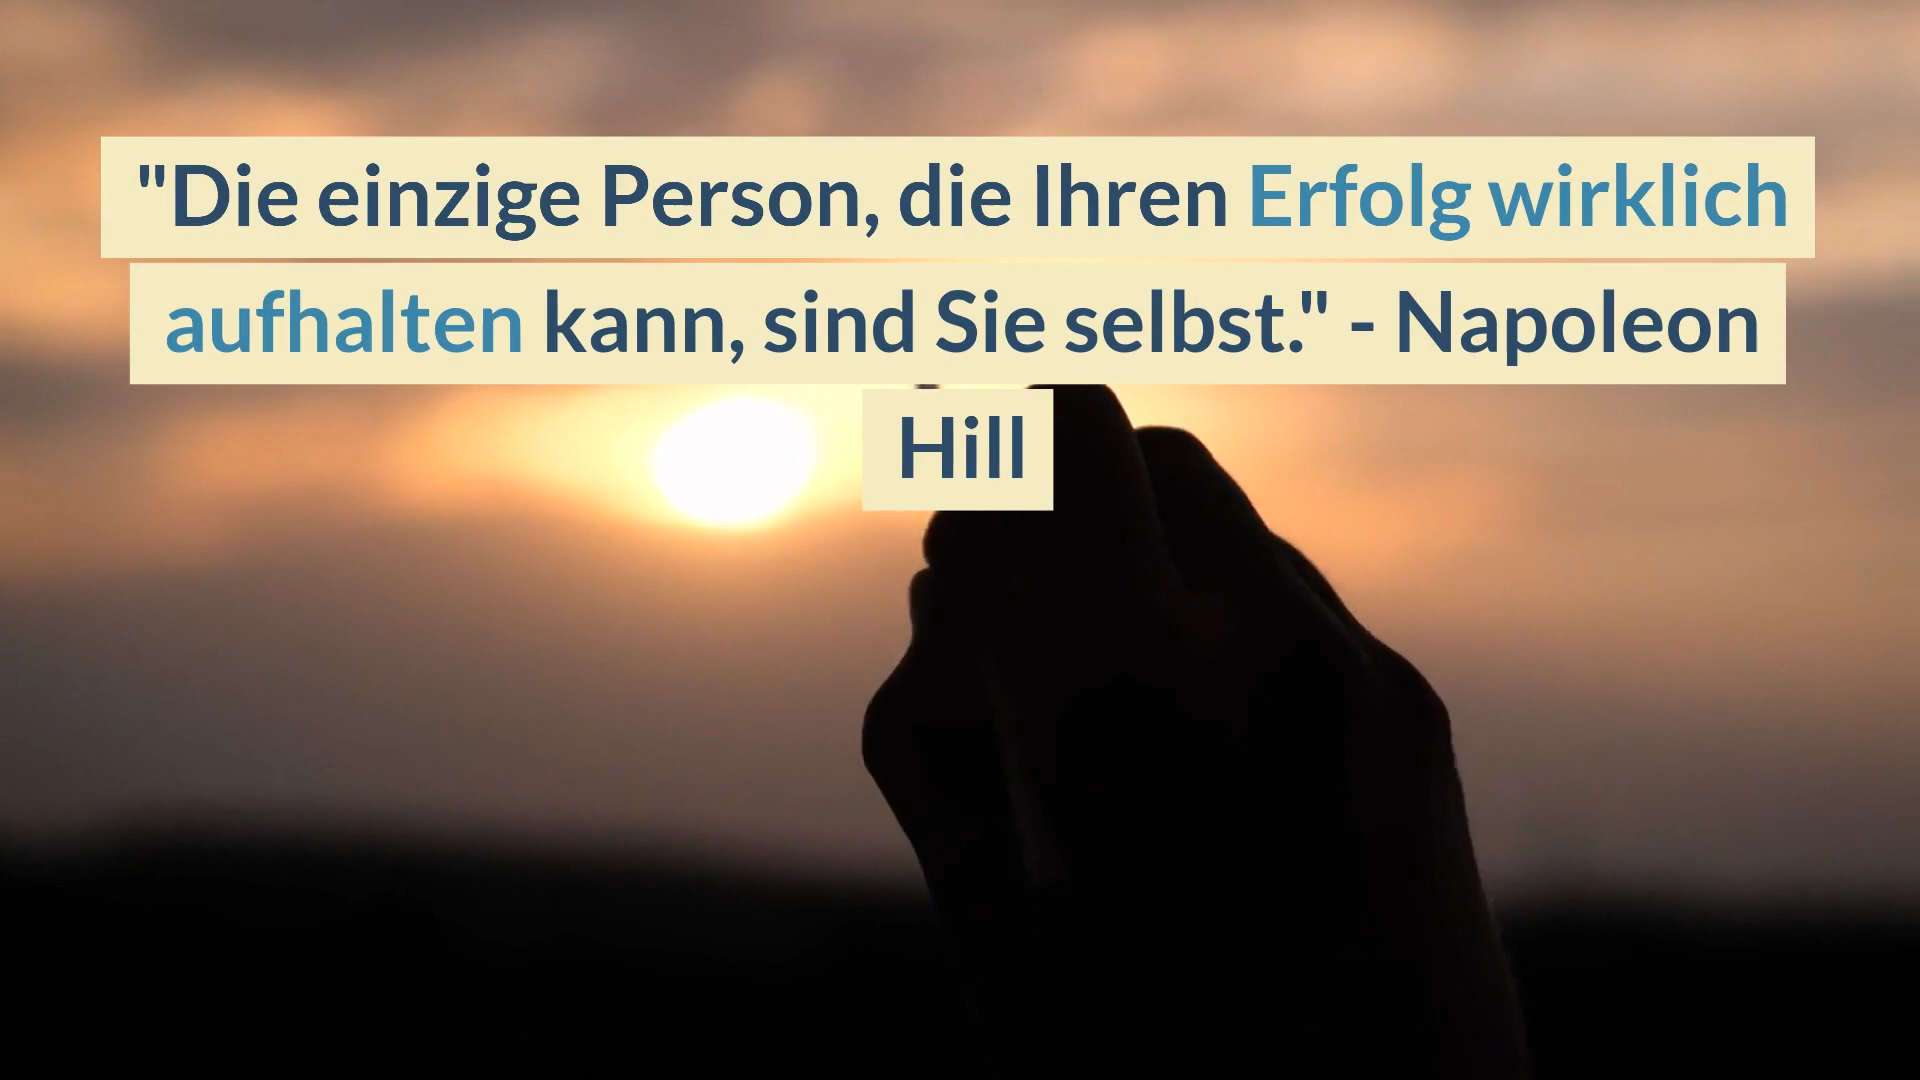 "Die einzige Person, die Ihren Erfolg wirklich
aufhalten kann, sind Sie selbst." - Napoleon
Hill